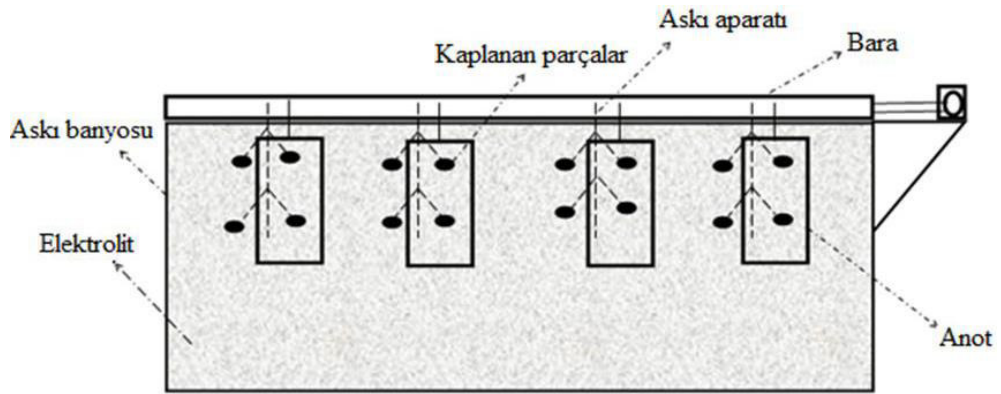 Askı aparatı
Bara
Kaplanan parçalar
Askı banyosu
Elektrolit
Anot